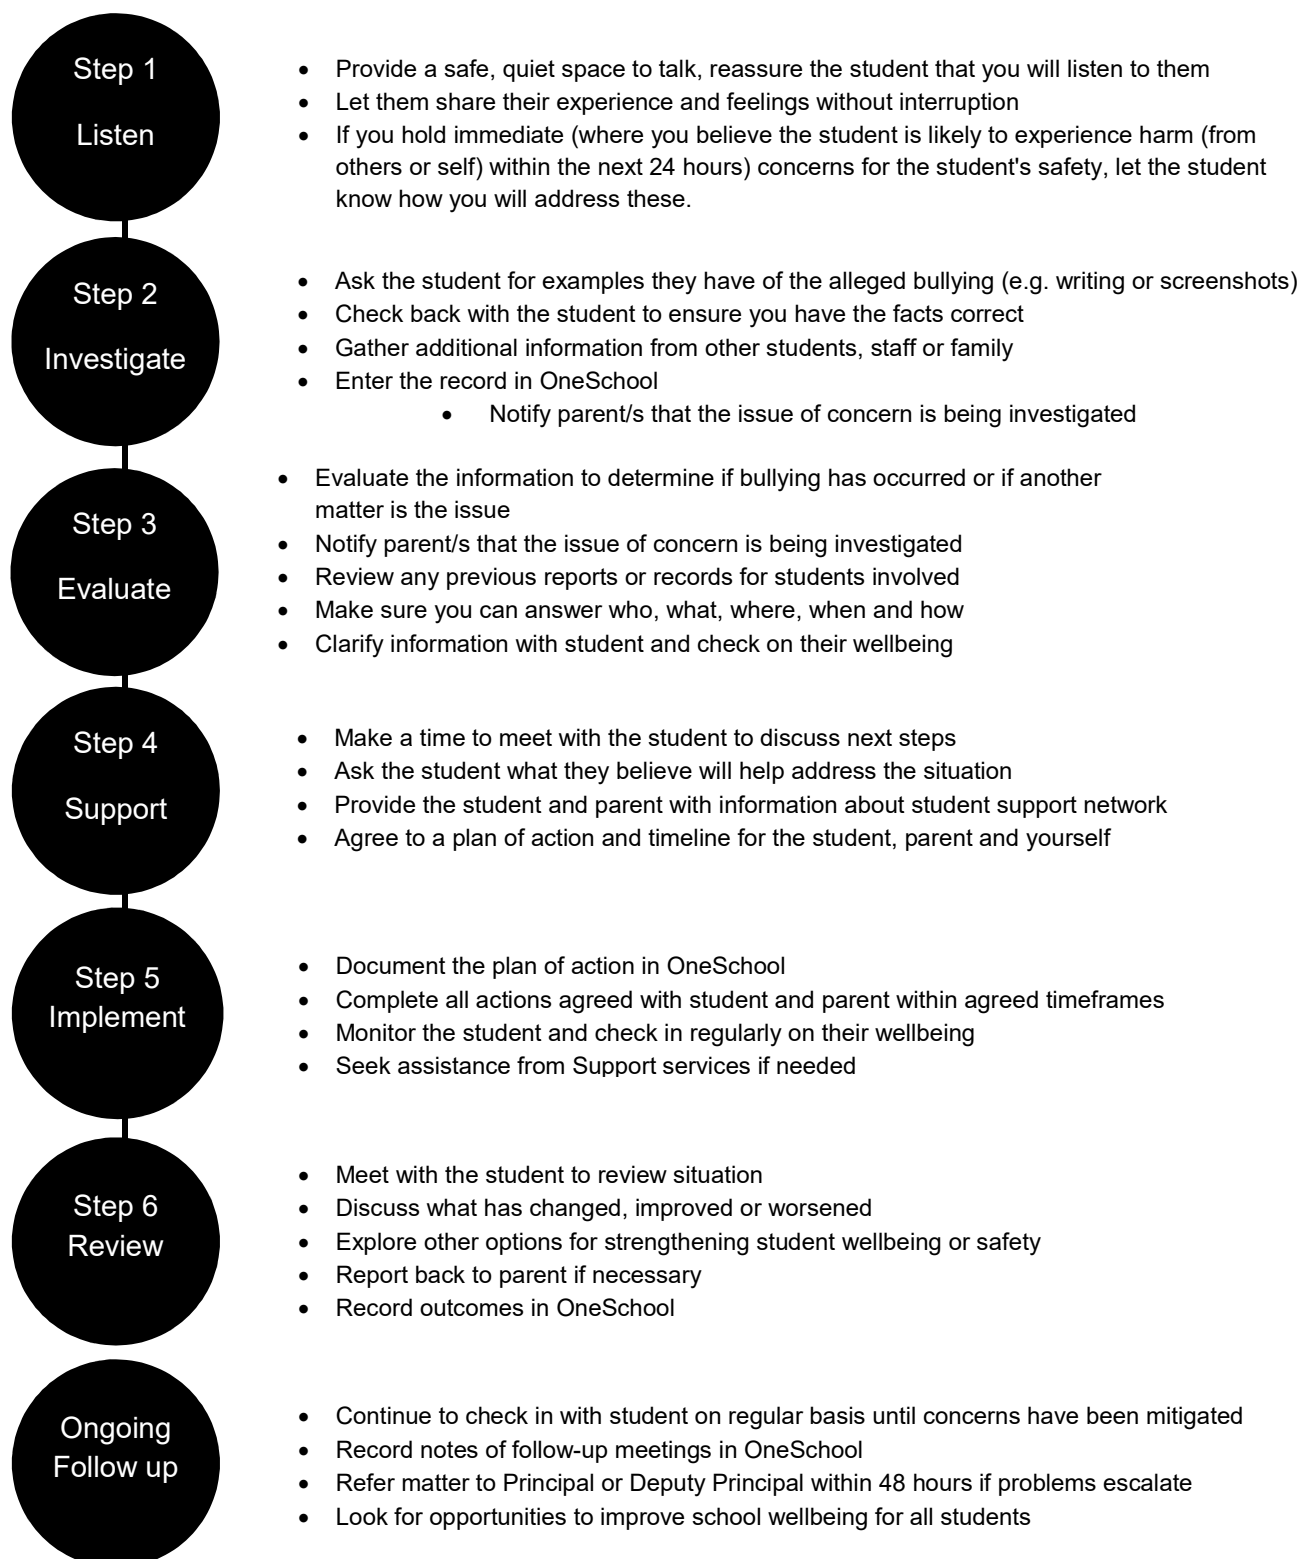 Step 1
Listen
• Provide a safe, quiet space to talk, reassure the student that you will listen to them
• Let them share their experience and feelings without interruption
• If you hold immediate (where you believe the student is likely to experience harm (from
others or self) within the next 24 hours) concerns for the student's safety, let the student
know how you will address these.
Step 2
Investigate
• Ask the student for examples they have of the alleged bullying (e.g. writing or screenshots)
• Check back with the student to ensure you have the facts correct
• Gather additional information from other students, staff or family
• Enter the record in OneSchool
• Notify parent/s that the issue of concern is being investigated
Step 3
Evaluate
• Evaluate the information to determine if bullying has occurred or if another
matter is the issue
• Notify parent/s that the issue of concern is being investigated
• Review any previous reports or records for students involved
• Make sure you can answer who, what, where, when and how
• Clarify information with student and check on their wellbeing
Step 4
Support
• Make a time to meet with the student to discuss next steps
• Ask the student what they believe will help address the situation
• Provide the student and parent with information about student support network
• Agree to a plan of action and timeline for the student, parent and yourself
Step 5
Implement
• Document the plan of action in OneSchool
• Complete all actions agreed with student and parent within agreed timeframes
• Monitor the student and check in regularly on their wellbeing
• Seek assistance from Support services if needed
Step 6
Review
• Meet with the student to review situation
• Discuss what has changed, improved or worsened
• Explore other options for strengthening student wellbeing or safety
• Report back to parent if necessary
• Record outcomes in OneSchool
Ongoing
Follow up
• Continue to check in with student on regular basis until concerns have been mitigated
• Record notes of follow-up meetings in OneSchool
• Refer matter to Principal or Deputy Principal within 48 hours if problems escalate
• Look for opportunities to improve school wellbeing for all students